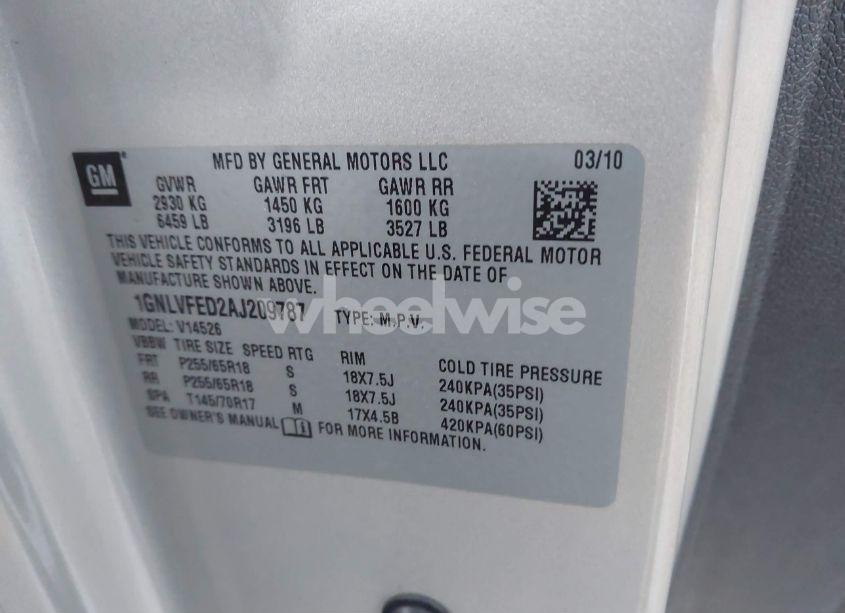 GM
MFD BY GENERAL MOTORS LLC 03/10
GVWR GAWR FRT GAWR RR
2930 KG 1450 KG 1600 KG
6459 LB 3196 LB 3527 LB
THIS VEHICLE CONFORMS TO ALL APPLICABLE U.S. FEDERAL MOTOR
VEHICLE SAFETY STANDARDS IN EFFECT ON THE DATE OF
MANUFACTURE SHOWN ABOVE.
1GNLVFED2AJ209787 TYPE: M.P.V.
wheelwise
MODEL: V14526
VBBW TIRE SIZE SPEED RTG RIM COLD TIRE PRESSURE
FRT P255/65R18 S 18X7.5J 240KPA(35PSI)
RR P255/65R18 S 18X7.5J 240KPA(35PSI)
SPA T145/70R17 M 17X4.5B 420KPA(60PSI)
SEE OWNER'S MANUAL FOR MORE INFORMATION.